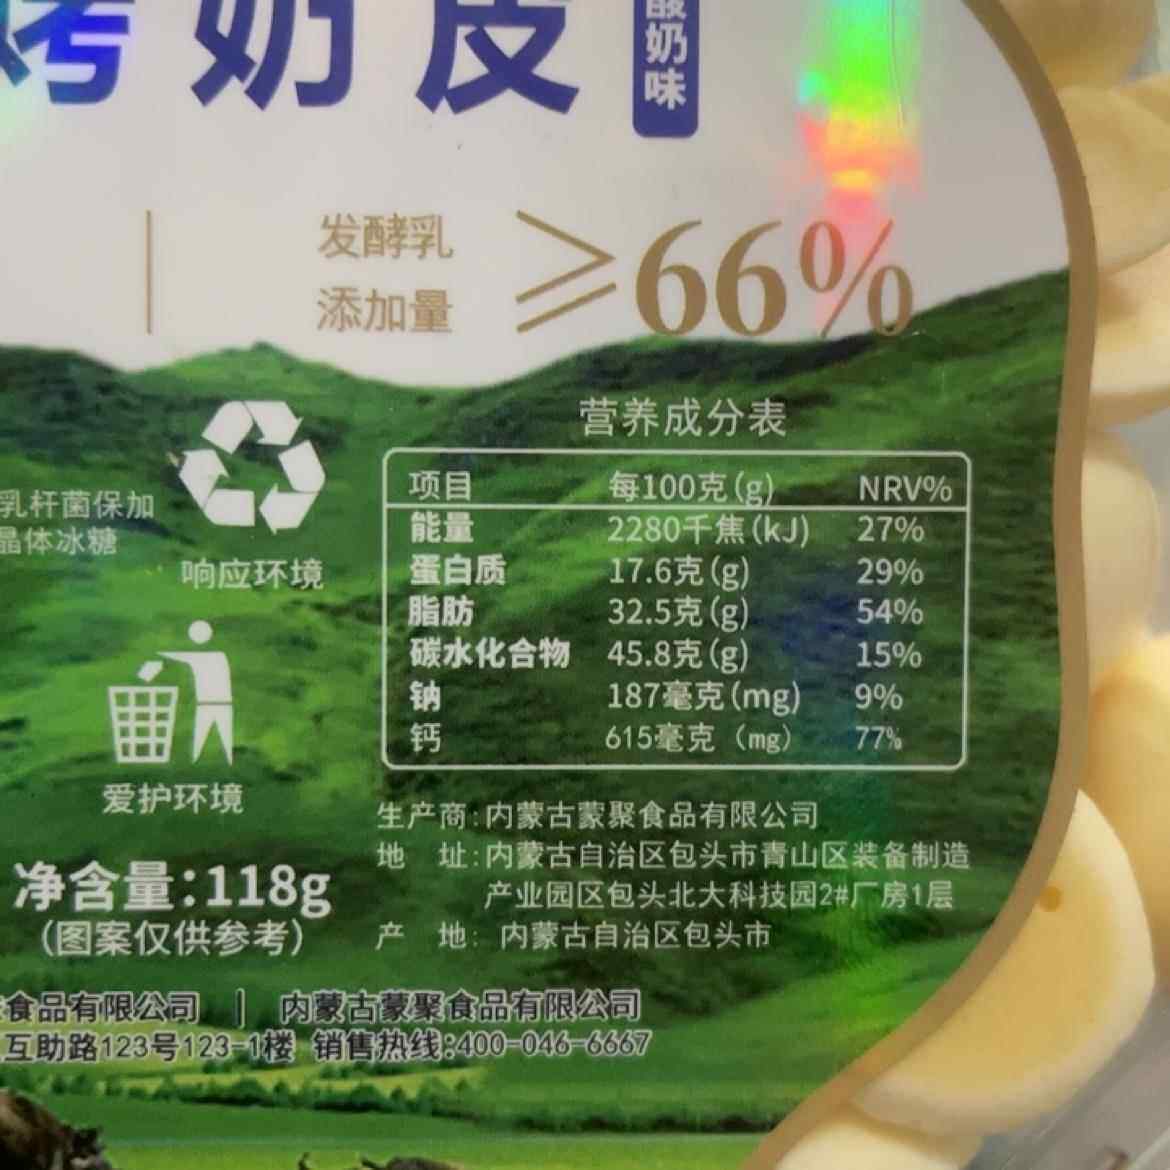 烤奶皮
酸奶味
发酵乳
添加量
≥66%
营养成分表
项目 每100克(g) NRV%
能量 2280千焦(kJ) 27%
蛋白质 17.6克(g) 29%
脂肪 32.5克(g) 54%
碳水化合物 45.8克(g) 15%
钠 187毫克(mg) 9%
钙 615毫克（mg） 77%
乳杆菌保加
晶体冰糖
响应环境
爱护环境
净含量:118g
(图案仅供参考)
生产商:内蒙古蒙聚食品有限公司
地 址:内蒙古自治区包头市青山区装备制造
产业园区包头北大科技园2#厂房1层
产 地: 内蒙古自治区包头市
食品有限公司 | 内蒙古蒙聚食品有限公司
互助路123号123-1楼 销售热线:400-046-6667